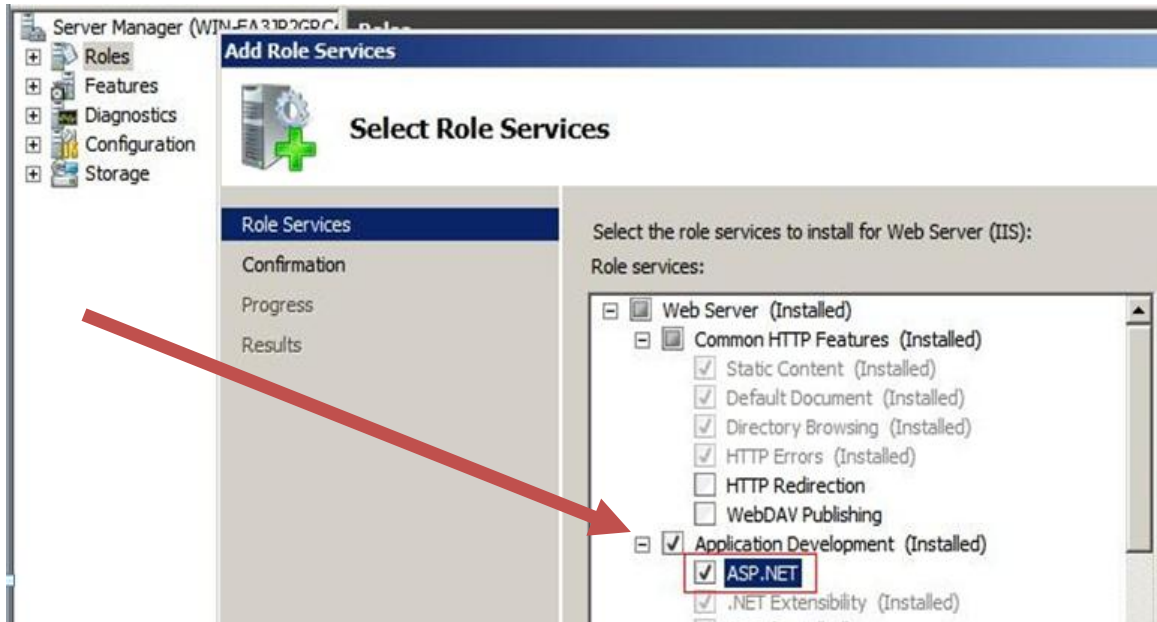 Server Manager (WIN-EA3JR2GRC
Roles
Features
Diagnostics
Configuration
Storage
Roles
Add Role Services
Select Role Services
Role Services
Confirmation
Progress
Results
Select the role services to install for Web Server (IIS):
Role services:
Web Server (Installed)
Common HTTP Features (Installed)
Static Content (Installed)
Default Document (Installed)
Directory Browsing (Installed)
HTTP Errors (Installed)
HTTP Redirection
WebDAV Publishing
Application Development (Installed)
ASP.NET
.NET Extensibility (Installed)